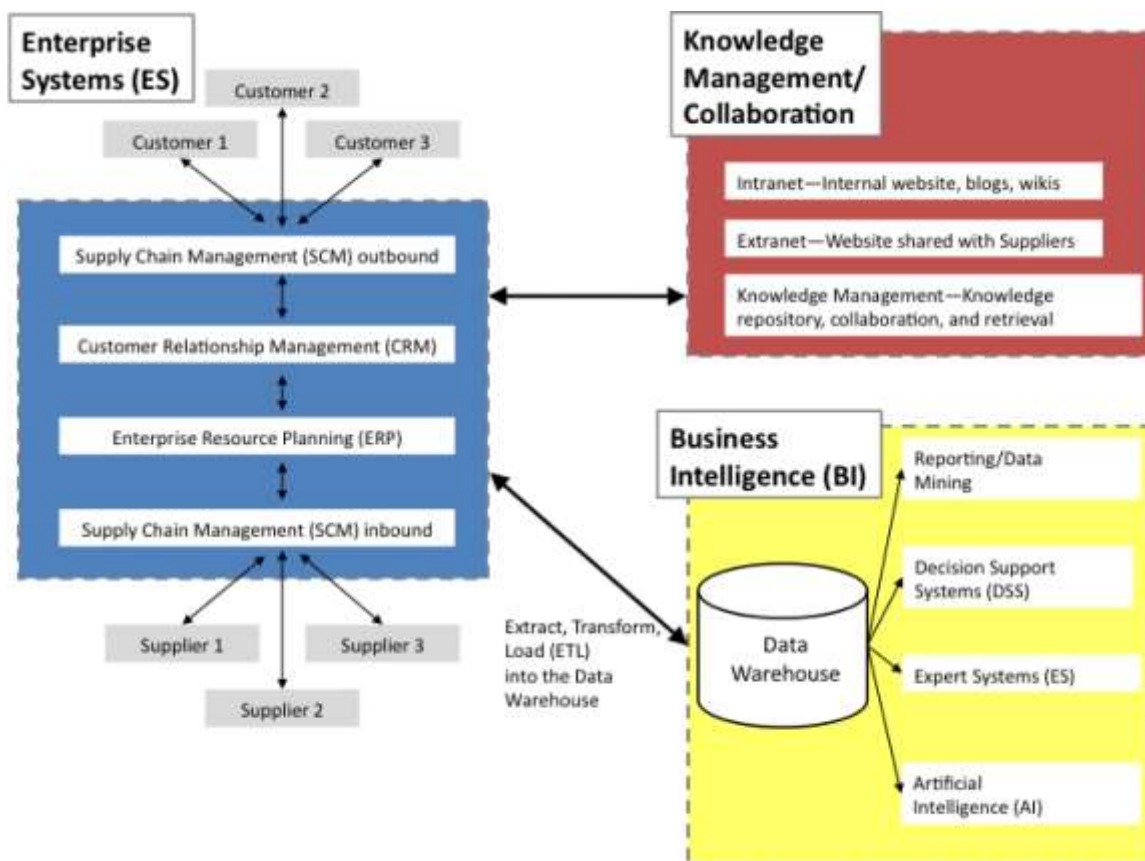 Enterprise
Systems (ES)
Customer 2
Customer 1
Customer 3
Supply Chain Management (SCM) outbound
Customer Relationship Management (CRM)
Enterprise Resource Planning (ERP)
Supply Chain Management (SCM) inbound
Supplier 1
Supplier 3
Supplier 2
Knowledge
Management/
Collaboration
Intranet—Internal website, blogs, wikis
Extranet—Website shared with Suppliers
Knowledge Management—Knowledge
repository, collaboration, and retrieval
Extract, Transform,
Load (ETL)
into the Data
Warehouse
Business
Intelligence (BI)
Data
Warehouse
Reporting/Data
Mining
Decision Support
Systems (DSS)
Expert Systems (ES)
Artificial
Intelligence (AI)